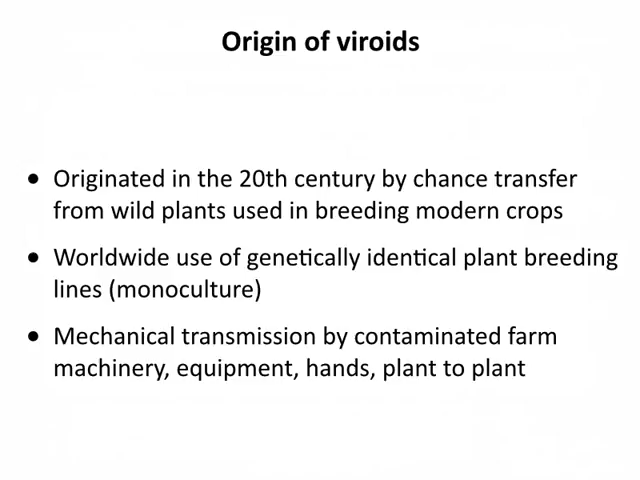 Origin of viroids
• Originated in the 20th century by chance transfer
from wild plants used in breeding modern crops
• Worldwide use of genetically identical plant breeding
lines (monoculture)
• Mechanical transmission by contaminated farm
machinery, equipment, hands, plant to plant